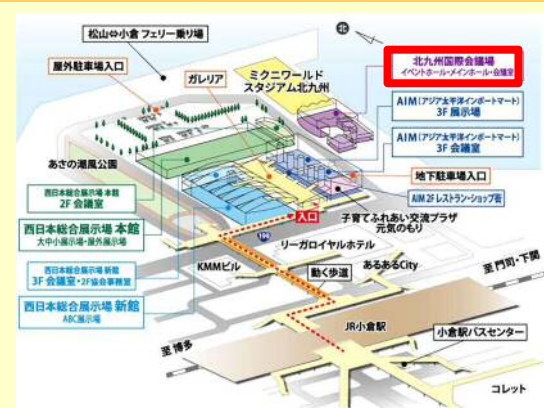 松山⇔小倉 フェリー乗り場
北
屋外駐車場入口
ガレリア
ミクニワールド
スタジアム北九州
北九州国際会議場
イベントホール・メインホール・会議室
AIM(アジア太平洋インポートマート)
3F 展示場
AIM(アジア太平洋インポートマート)
3F 会議室
あさの潮風公園
地下駐車場入口
西日本総合展示場 本館
2F 会議室
AIM 2F レストラン・ショップ街
入口
子育てふれあい交流プラザ
元気のもり
西日本総合展示場 本館
大中小展示場・屋外展示場
199
リーガロイヤルホテル
西日本総合展示場 新館
3F 会議室・2F協会事務室
KMMビル
動く歩道
あるあるCity
至 門司・下関
西日本総合展示場 新館
ABC展示場
至 博多
JR小倉駅
小倉駅バスセンター
コレット